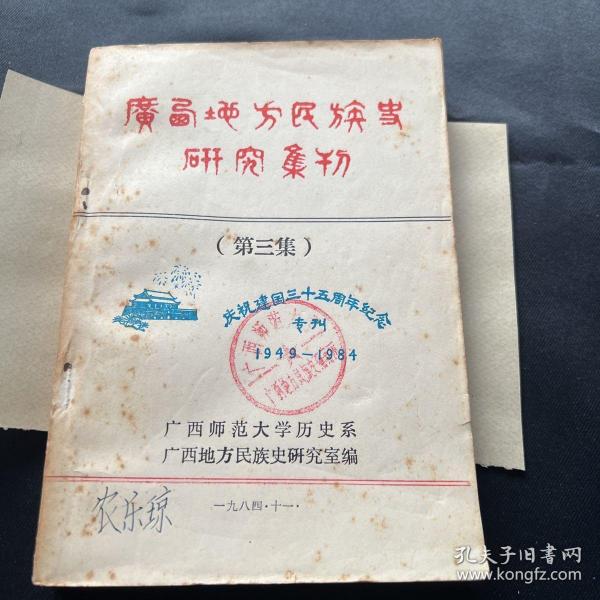 廣西地方民族史
研究集刊
（第三集）
庆祝建国三十五周年纪念
专刊
1949－1984
广西师范大学历史系
广西地方民族史研究室编
农乐琼
一九八四·十一·
孔夫子旧书网
www.kongfz.com